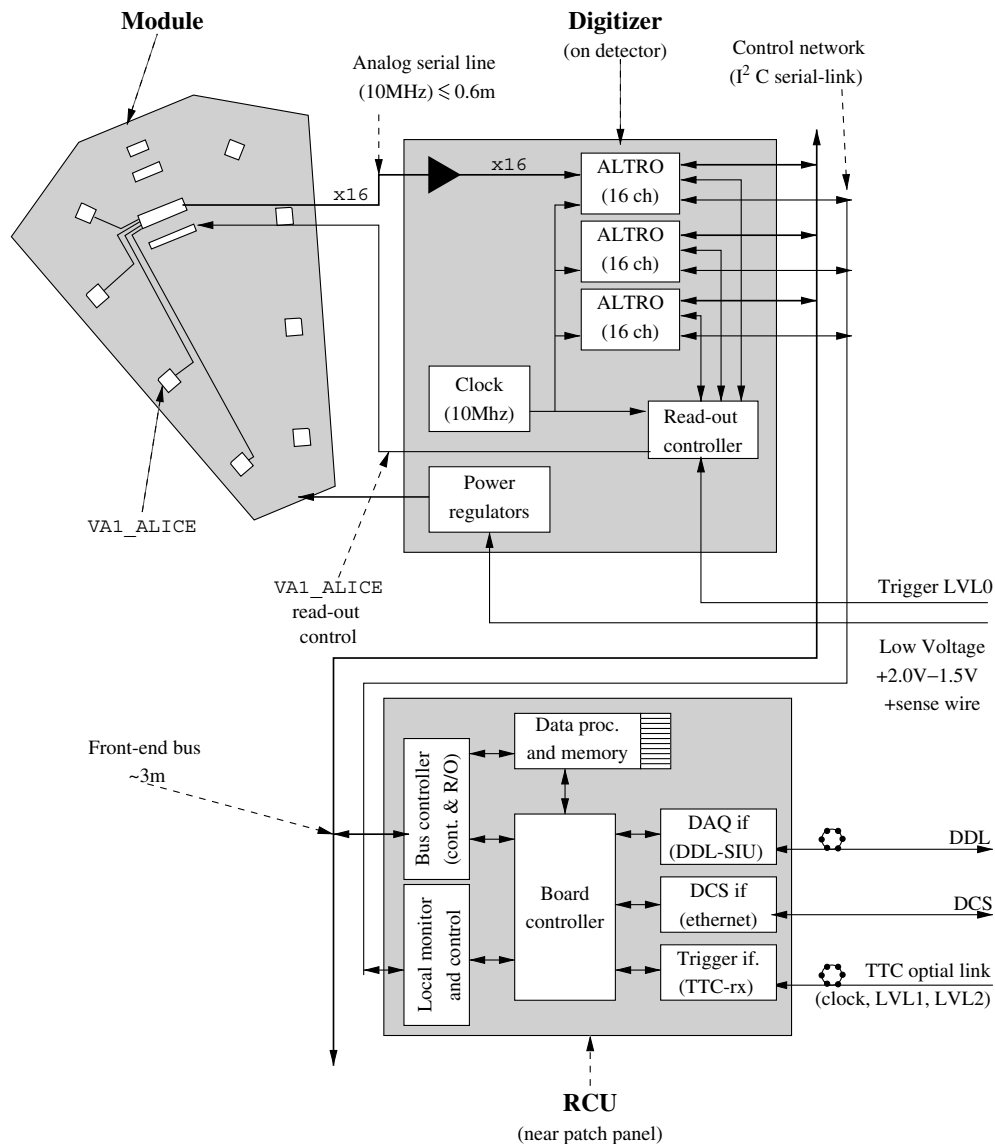 Module
Digitizer
(on detector)
Control network
(I² C serial-link)
Analog serial line
(10MHz) ⩽ 0.6m
x16
x16
ALTRO
(16 ch)
ALTRO
(16 ch)
ALTRO
(16 ch)
Clock
(10Mhz)
Read-out
controller
Power
regulators
VA1_ALICE
VA1_ALICE
read-out
control
Trigger LVL0
Low Voltage
+2.0V−1.5V
+sense wire
Front-end bus
~3m
Data proc.
and memory
Bus controller
(cont. & R/O)
Local monitor
and control
Board
controller
DAQ if
(DDL-SIU)
DDL
DCS if
(ethernet)
DCS
Trigger if.
(TTC-rx)
TTC optial link
(clock, LVL1, LVL2)
RCU
(near patch panel)